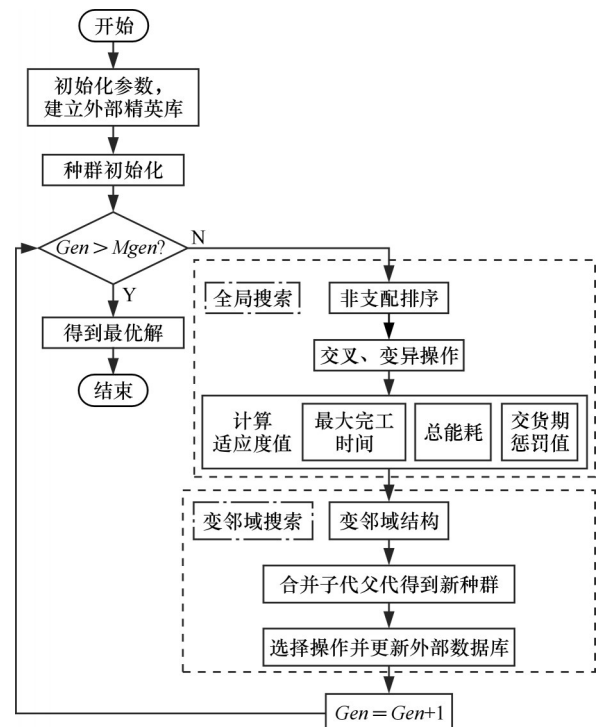 开始
初始化参数,
建立外部精英库
种群初始化
Gen > Mgen?
N
Y
得到最优解
结束
全局搜索
非支配排序
交叉、变异操作
计算
适应度值
最大完工
时间
总能耗
交货期
惩罚值
变邻域搜索
变邻域结构
合并子代父代得到新种群
选择操作并更新外部数据库
Gen = Gen+1